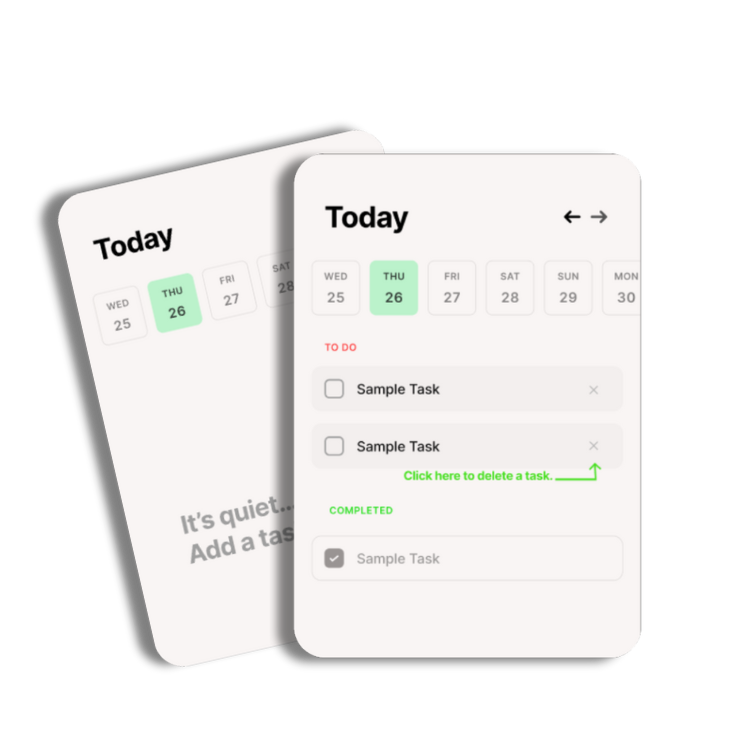 Today
WED THU FRI SAT
25 26 27 28
It's quiet...
Add a tas
Today
WED THU FRI SAT SUN MON
25 26 27 28 29 30
TO DO
Sample Task
Sample Task
Click here to delete a task.
COMPLETED
Sample Task